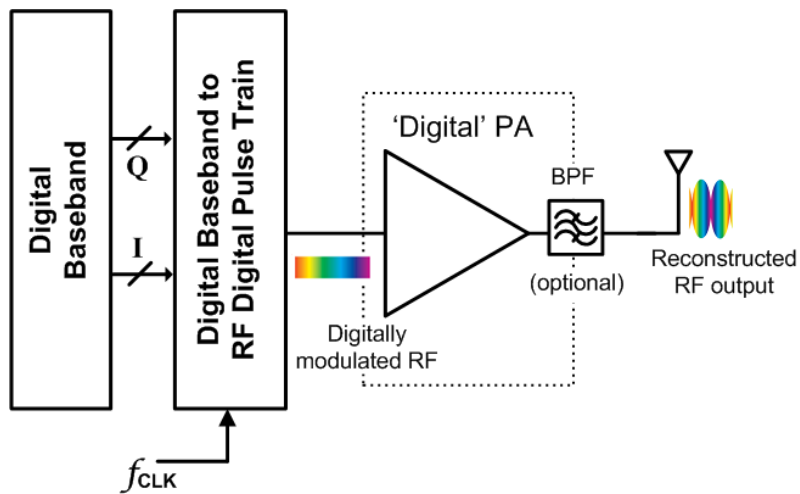 Digital
Baseband
Q
I
Digital Baseband to
RF Digital Pulse Train
fCLK
'Digital' PA
BPF
(optional)
Digitally
modulated RF
Reconstructed
RF output